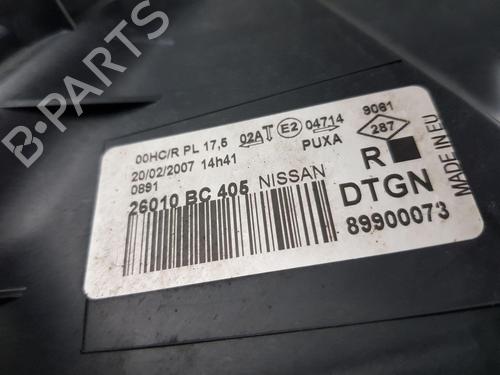 00HC/R PL 17,5 02A E2 04714
20/02/2007 14h41 PUXA
0891
26010 BC 405 NISSAN
9061
287
R
DTGN
89900073
MADE IN EU
B-PARTS